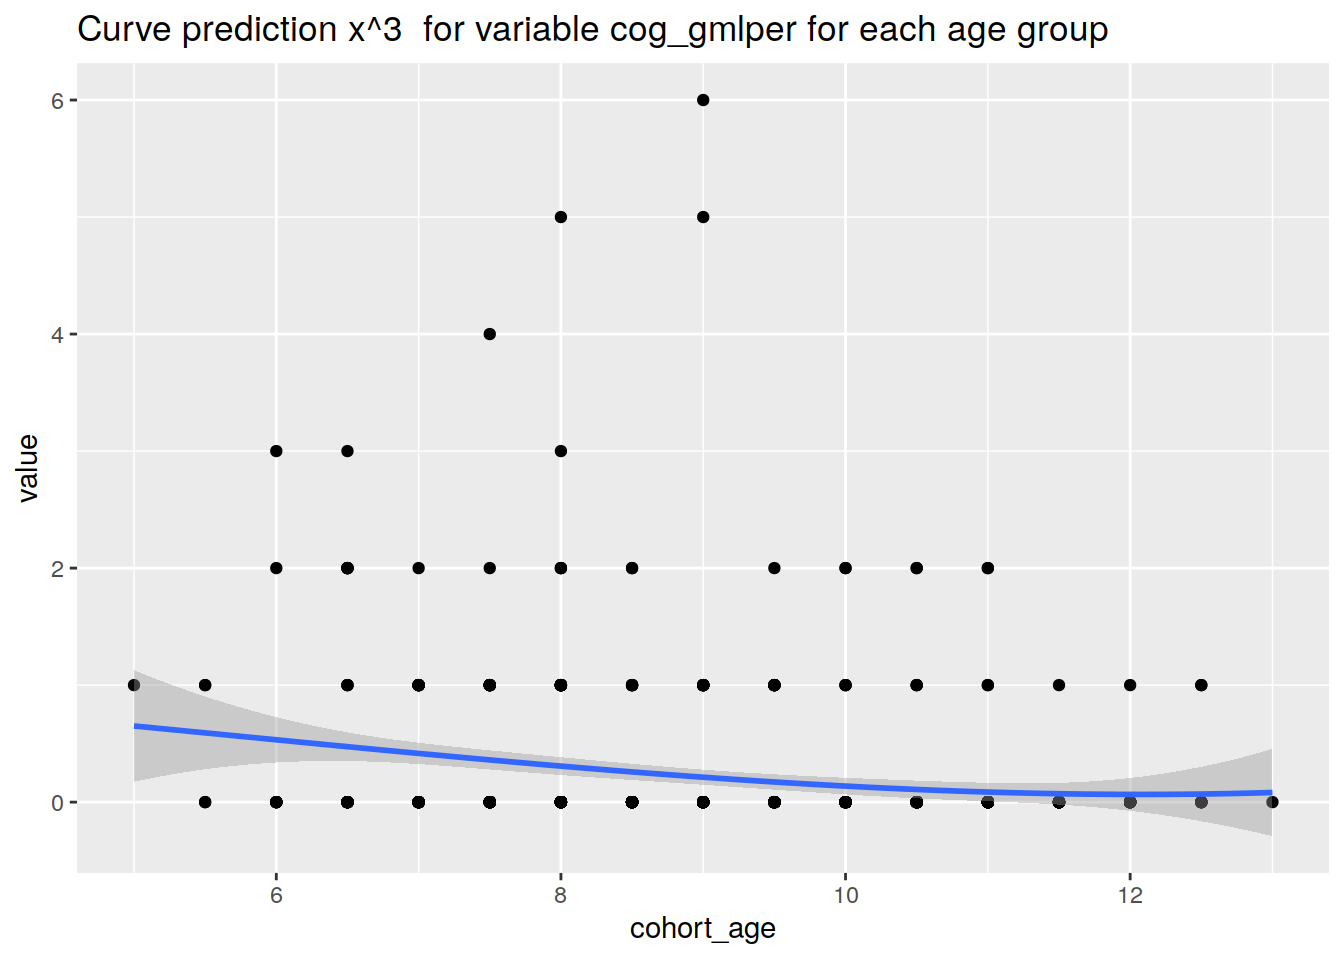 Curve prediction x^3  for variable cog_gmlper for each age group
6
4
2
0
value
6
8
10
12
cohort_age